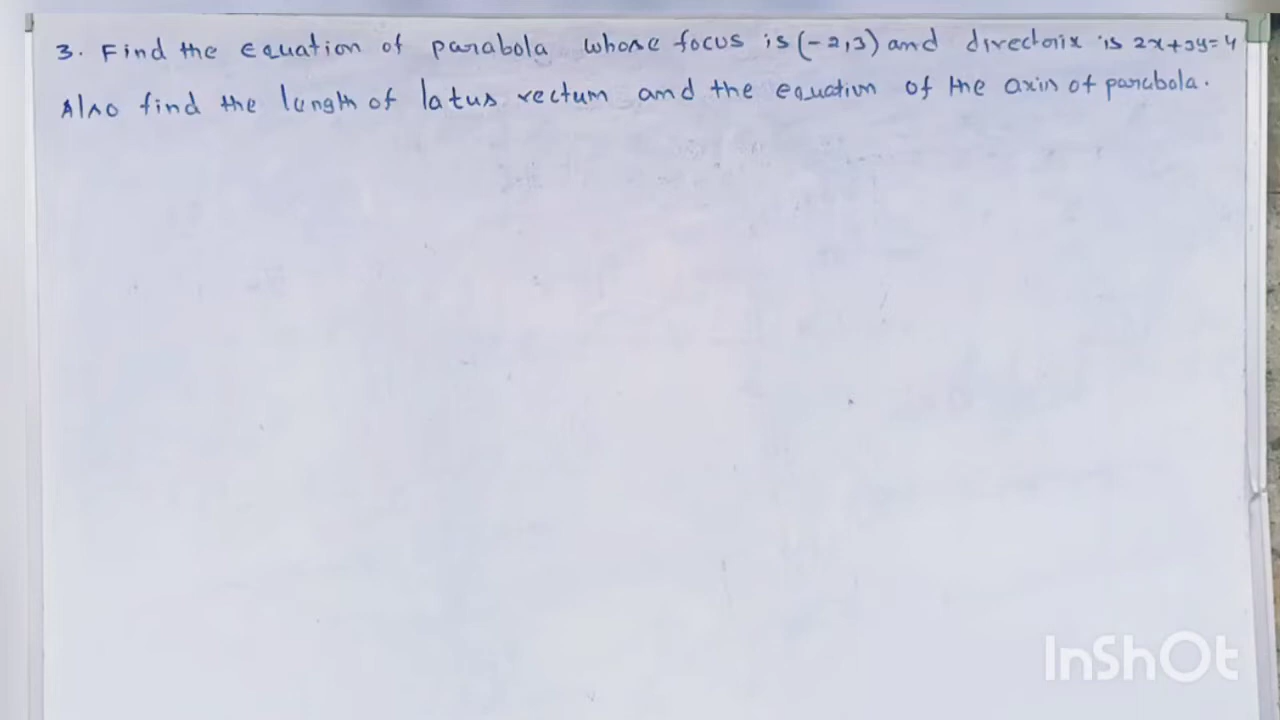 3. Find the equation of parabola whose focus is (-2,3) and directorix is 2x+3y=4
Also find the length of latus rectum and the equation of the axis of parabola.
InShOt